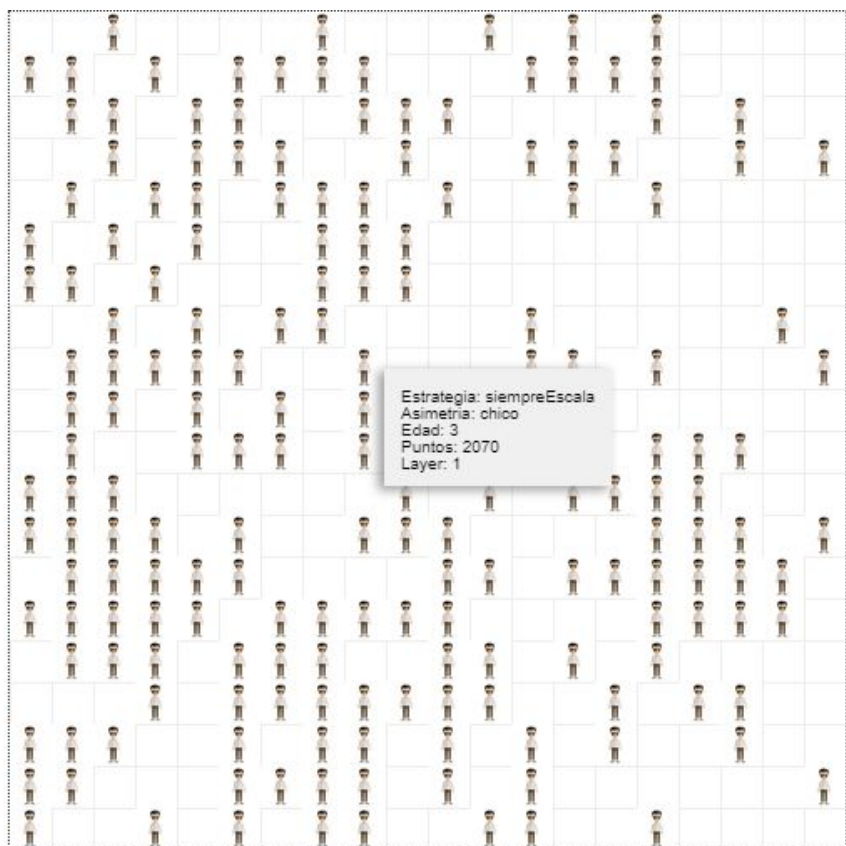 Estrategia: siempreEscala
Asimetria: chico
Edad: 3
Puntos: 2070
Layer: 1